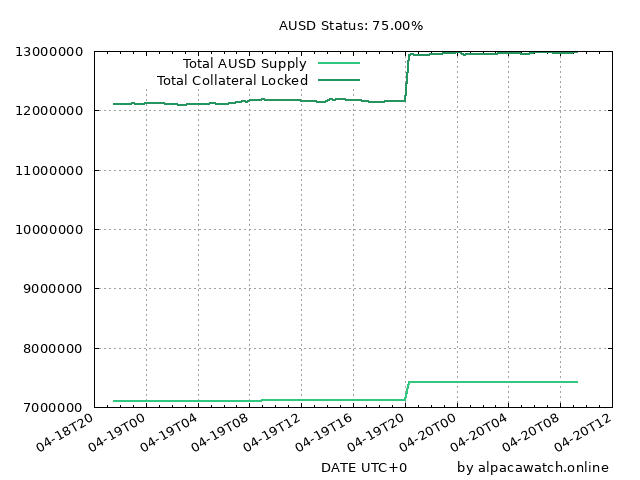 AUSD Status: 75.00%
Total AUSD Supply
Total Collateral Locked
13000000
12000000
11000000
10000000
9000000
8000000
7000000
04-18T20
04-19T00
04-19T04
04-19T08
04-19T12
04-19T16
04-19T20
04-20T00
04-20T04
04-20T08
04-20T12
DATE UTC+0
by alpacawatch.online